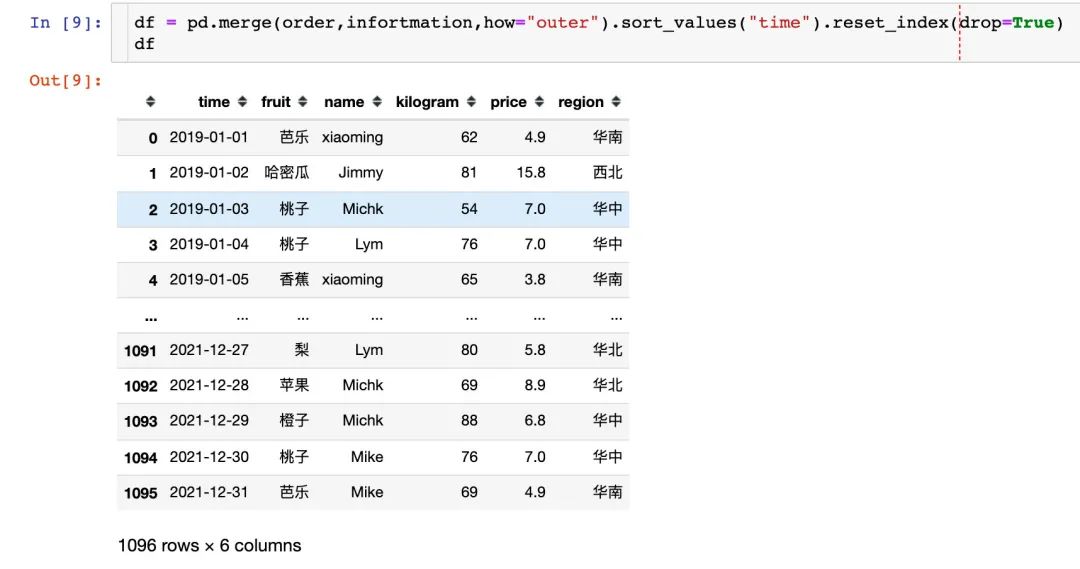 In [9]: df = pd.merge(order,infortmation,how="outer").sort_values("time").reset_index(drop=True)
df
Out[9]:
time fruit name kilogram price region
0 2019-01-01 芭乐 xiaoming 62 4.9 华南
1 2019-01-02 哈密瓜 Jimmy 81 15.8 西北
2 2019-01-03 桃子 Michk 54 7.0 华中
3 2019-01-04 桃子 Lym 76 7.0 华中
4 2019-01-05 香蕉 xiaoming 65 3.8 华南
... ... ... ... ... ... ...
1091 2021-12-27 梨 Lym 80 5.8 华北
1092 2021-12-28 苹果 Michk 69 8.9 华北
1093 2021-12-29 橙子 Michk 88 6.8 华中
1094 2021-12-30 桃子 Mike 76 7.0 华中
1095 2021-12-31 芭乐 Mike 69 4.9 华南
1096 rows × 6 columns